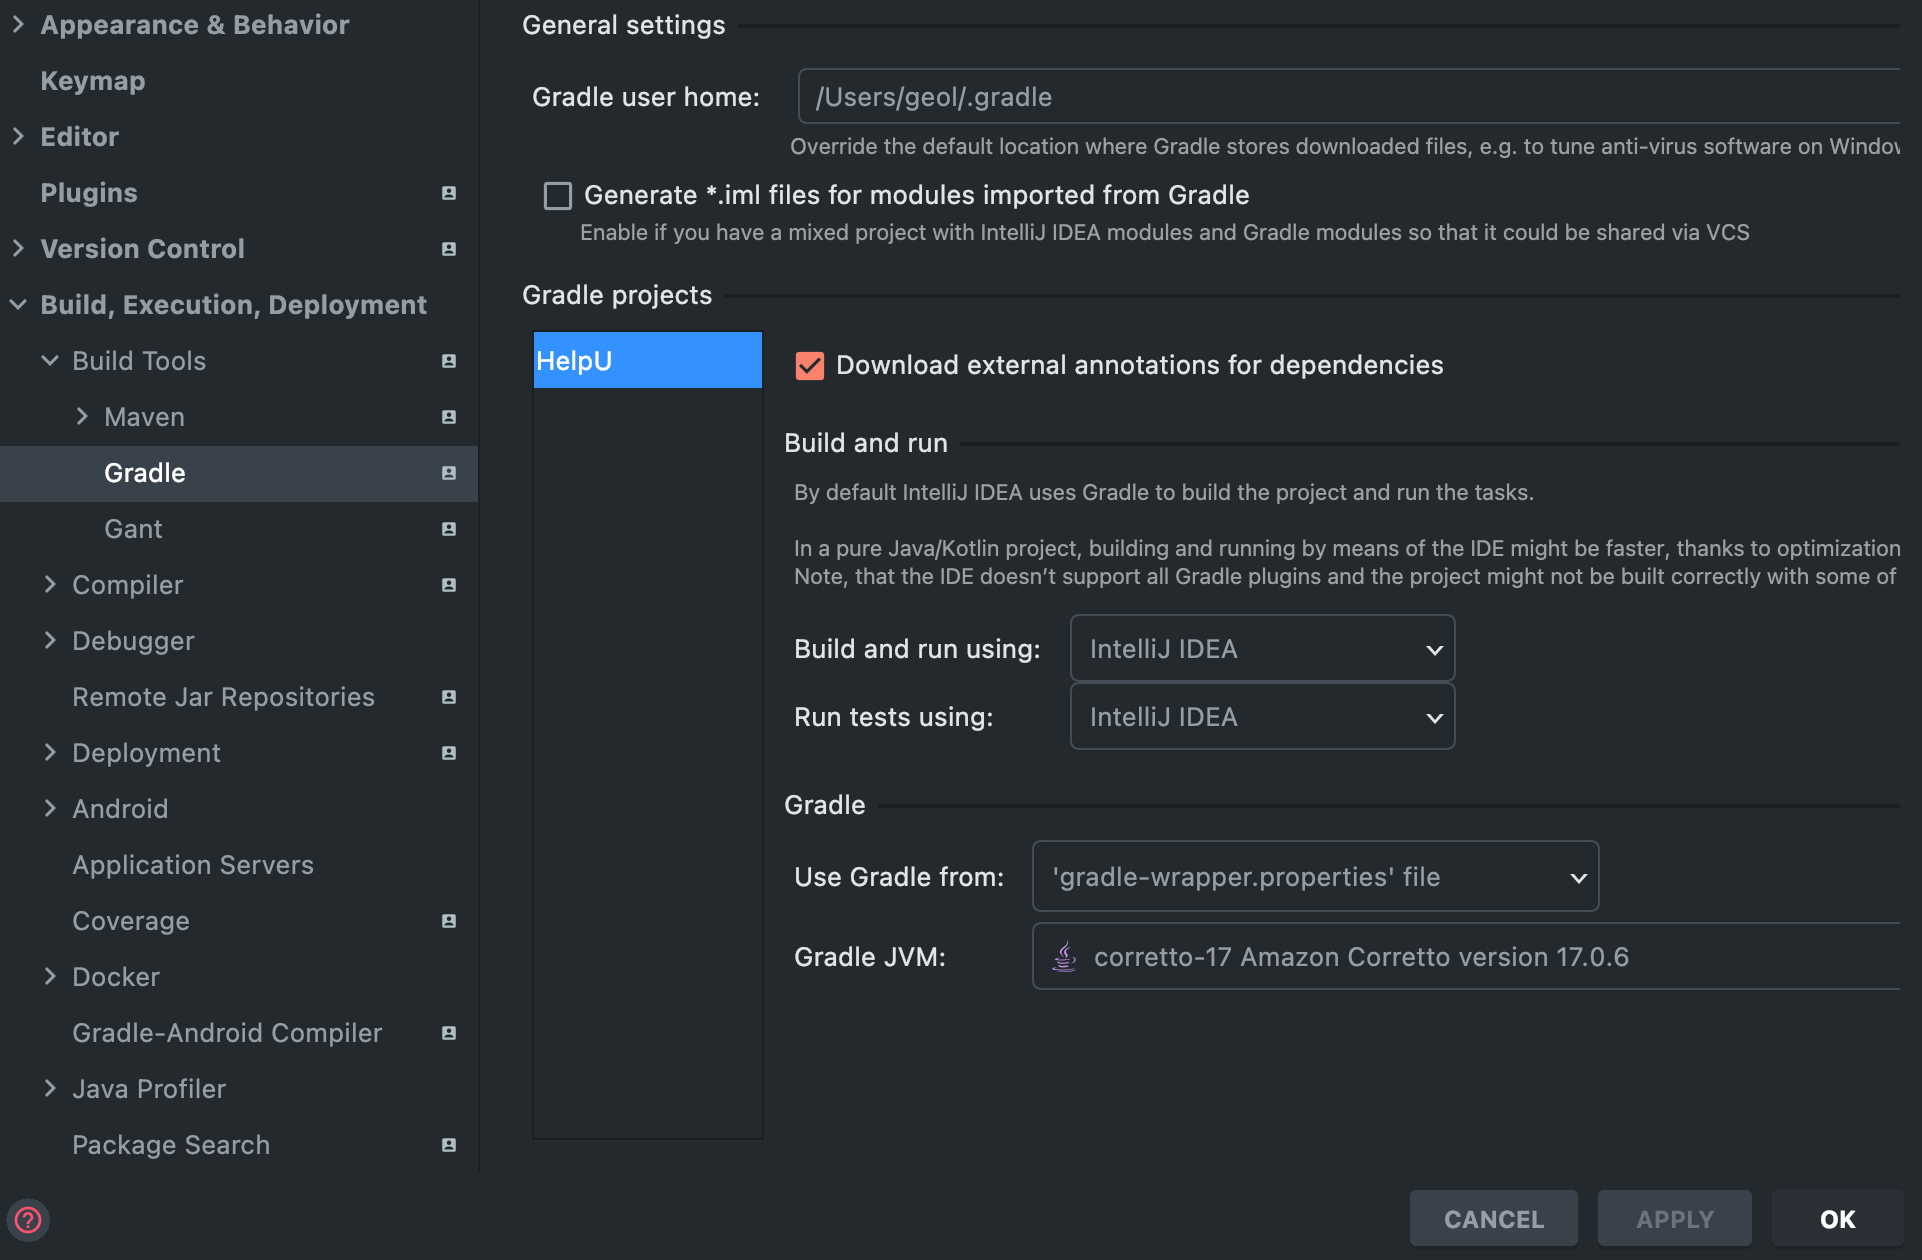 Appearance & Behavior
Keymap
Editor
Plugins
Version Control
Build, Execution, Deployment
Build Tools
Maven
Gradle
Gant
Compiler
Debugger
Remote Jar Repositories
Deployment
Android
Application Servers
Coverage
Docker
Gradle-Android Compiler
Java Profiler
Package Search
General settings
Gradle user home:
/Users/geol/.gradle
Override the default location where Gradle stores downloaded files, e.g. to tune anti-virus software on Window
Generate *.iml files for modules imported from Gradle
Enable if you have a mixed project with IntelliJ IDEA modules and Gradle modules so that it could be shared via VCS
Gradle projects
HelpU
Download external annotations for dependencies
Build and run
By default IntelliJ IDEA uses Gradle to build the project and run the tasks.
In a pure Java/Kotlin project, building and running by means of the IDE might be faster, thanks to optimization
Note, that the IDE doesn't support all Gradle plugins and the project might not be built correctly with some of
Build and run using:
IntelliJ IDEA
Run tests using:
IntelliJ IDEA
Gradle
Use Gradle from:
'gradle-wrapper.properties' file
Gradle JVM:
corretto-17 Amazon Corretto version 17.0.6
?
CANCEL
APPLY
OK